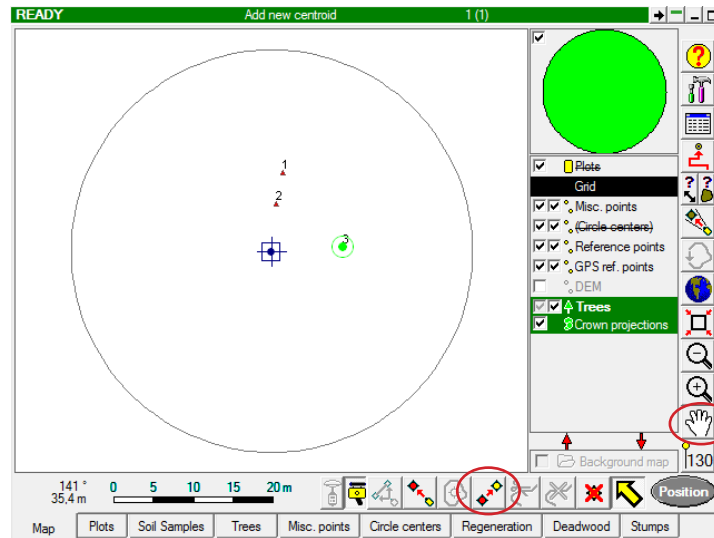 READY Add new centroid 1 (1)
1
2
3
Plots
Grid
Misc. points
(Circle centers)
Reference points
GPS ref. points
DEM
Trees
Crown projections
Background map
130
141 ° 0 5 10 15 20 m
35,4 m
Position
Map Plots Soil Samples Trees Misc. points Circle centers Regeneration Deadwood Stumps